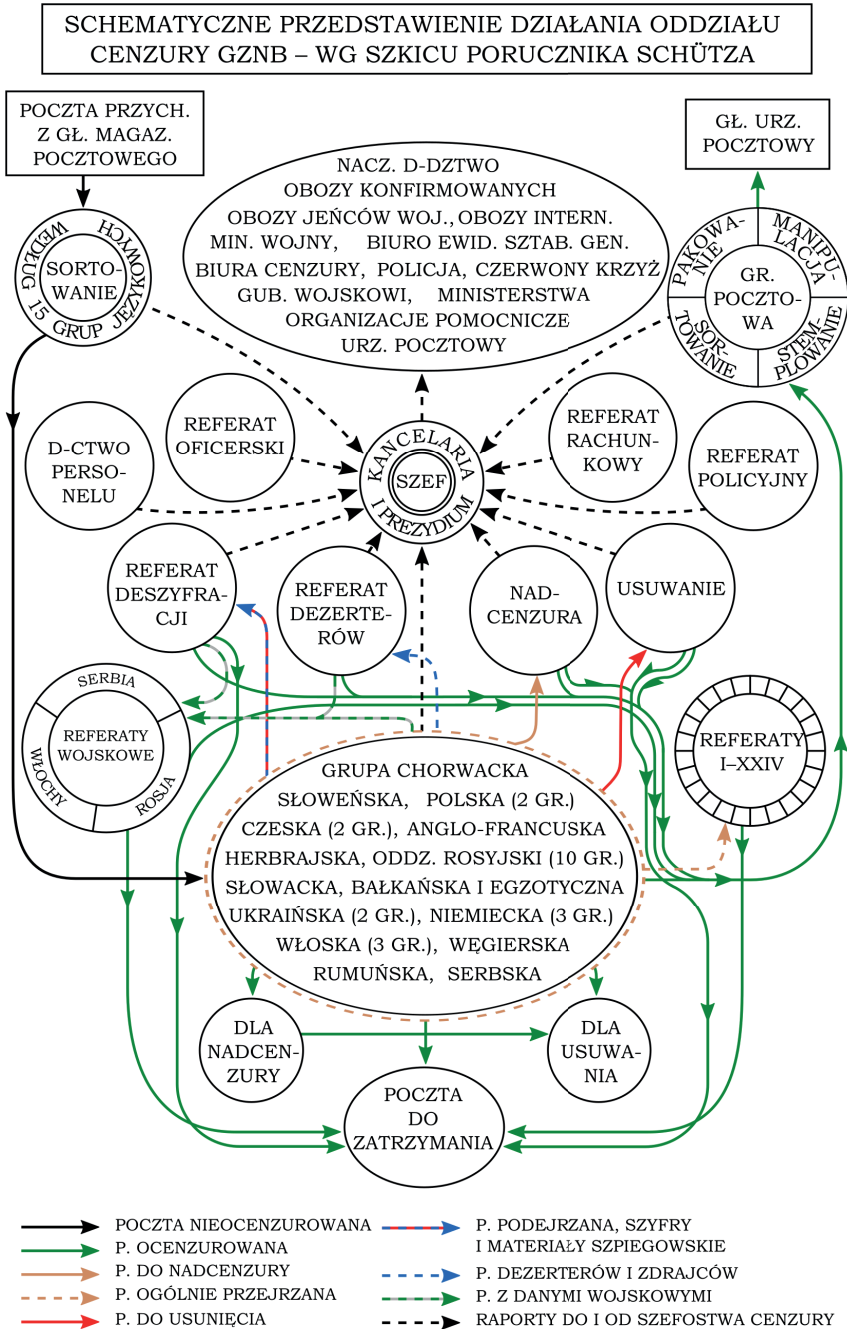 SCHEMATYCZNE PRZEDSTAWIENIE DZIAŁANIA ODDZIAŁU
CENZURY GZNB – WG SZKICU PORUCZNIKA SCHÜTZA
POCZTA PRZYCH.
Z GŁ. MAGAZ.
POCZTOWEGO
GŁ. URZ.
POCZTOWY
NACZ. D-DZTWO
OBOZY KONFIRMOWANYCH
OBOZY JEŃCÓW WOJ., OBOZY INTERN.
MIN. WOJNY, BIURO EWID. SZTAB. GEN.
BIURA CENZURY, POLICJA, CZERWONY KRZYŻ
GUB. WOJSKOWI, MINISTERSTWA
ORGANIZACJE POMOCNICZE
URZ. POCZTOWY
WEDŁUG 15 GRUP JĘZYKOWYCH
SORTO-
WANIE
PAKOWA-
NIE
MANIPU-
LACJA
SOR-
TOWANIE
STEM-
PLOWANIE
GR.
POCZTO-
WA
D-CTWO
PERSO-
NELU
REFERAT
OFICERSKI
KANCELARIA
I PREZYDIUM
SZEF
REFERAT
RACHUN-
KOWY
REFERAT
POLICYJNY
REFERAT
DESZYFRA-
CJI
REFERAT
DEZERTE-
RÓW
NAD-
CENZURA
USUWANIE
SERBIA
WŁOCHY
ROSJA
REFERATY
WOJSKOWE
REFERATY
I–XXIV
GRUPA CHORWACKA
SŁOWEŃSKA, POLSKA (2 GR.)
CZESKA (2 GR.), ANGLO-FRANCUSKA
HERBRAJSKA, ODDZ. ROSYJSKI (10 GR.)
SŁOWACKA, BAŁKAŃSKA I EGZOTYCZNA
UKRAIŃSKA (2 GR.), NIEMIECKA (3 GR.)
WŁOSKA (3 GR.), WĘGIERSKA
RUMUŃSKA, SERBSKA
DLA
NADCEN-
ZURY
DLA
USUWA-
NIA
POCZTA
DO
ZATRZYMANIA
POCZTA NIEOCENZUROWANA
P. OCENZUROWANA
P. DO NADCENZURY
P. OGÓLNIE PRZEJRZANA
P. DO USUNIĘCIA
P. PODEJRZANA, SZYFRY
I MATERIAŁY SZPIEGOWSKIE
P. DEZERTERÓW I ZDRAJCÓW
P. Z DANYMI WOJSKOWYMI
RAPORTY DO I OD SZEFOSTWA CENZURY